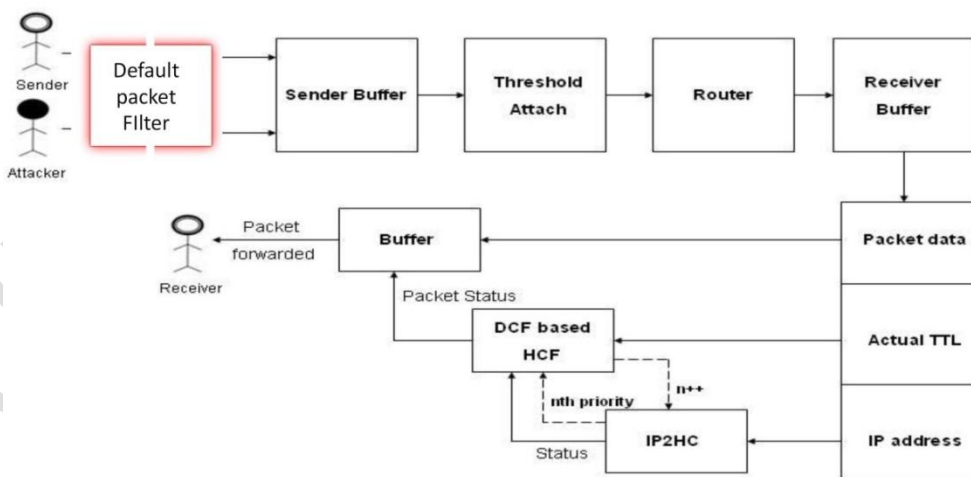 Sender
Attacker
Default
packet
FIlter
Sender Buffer
Threshold
Attach
Router
Receiver
Buffer
Packet data
Actual TTL
IP address
Buffer
Packet
forwarded
Receiver
Packet Status
DCF based
HCF
n++
nth priority
IP2HC
Status